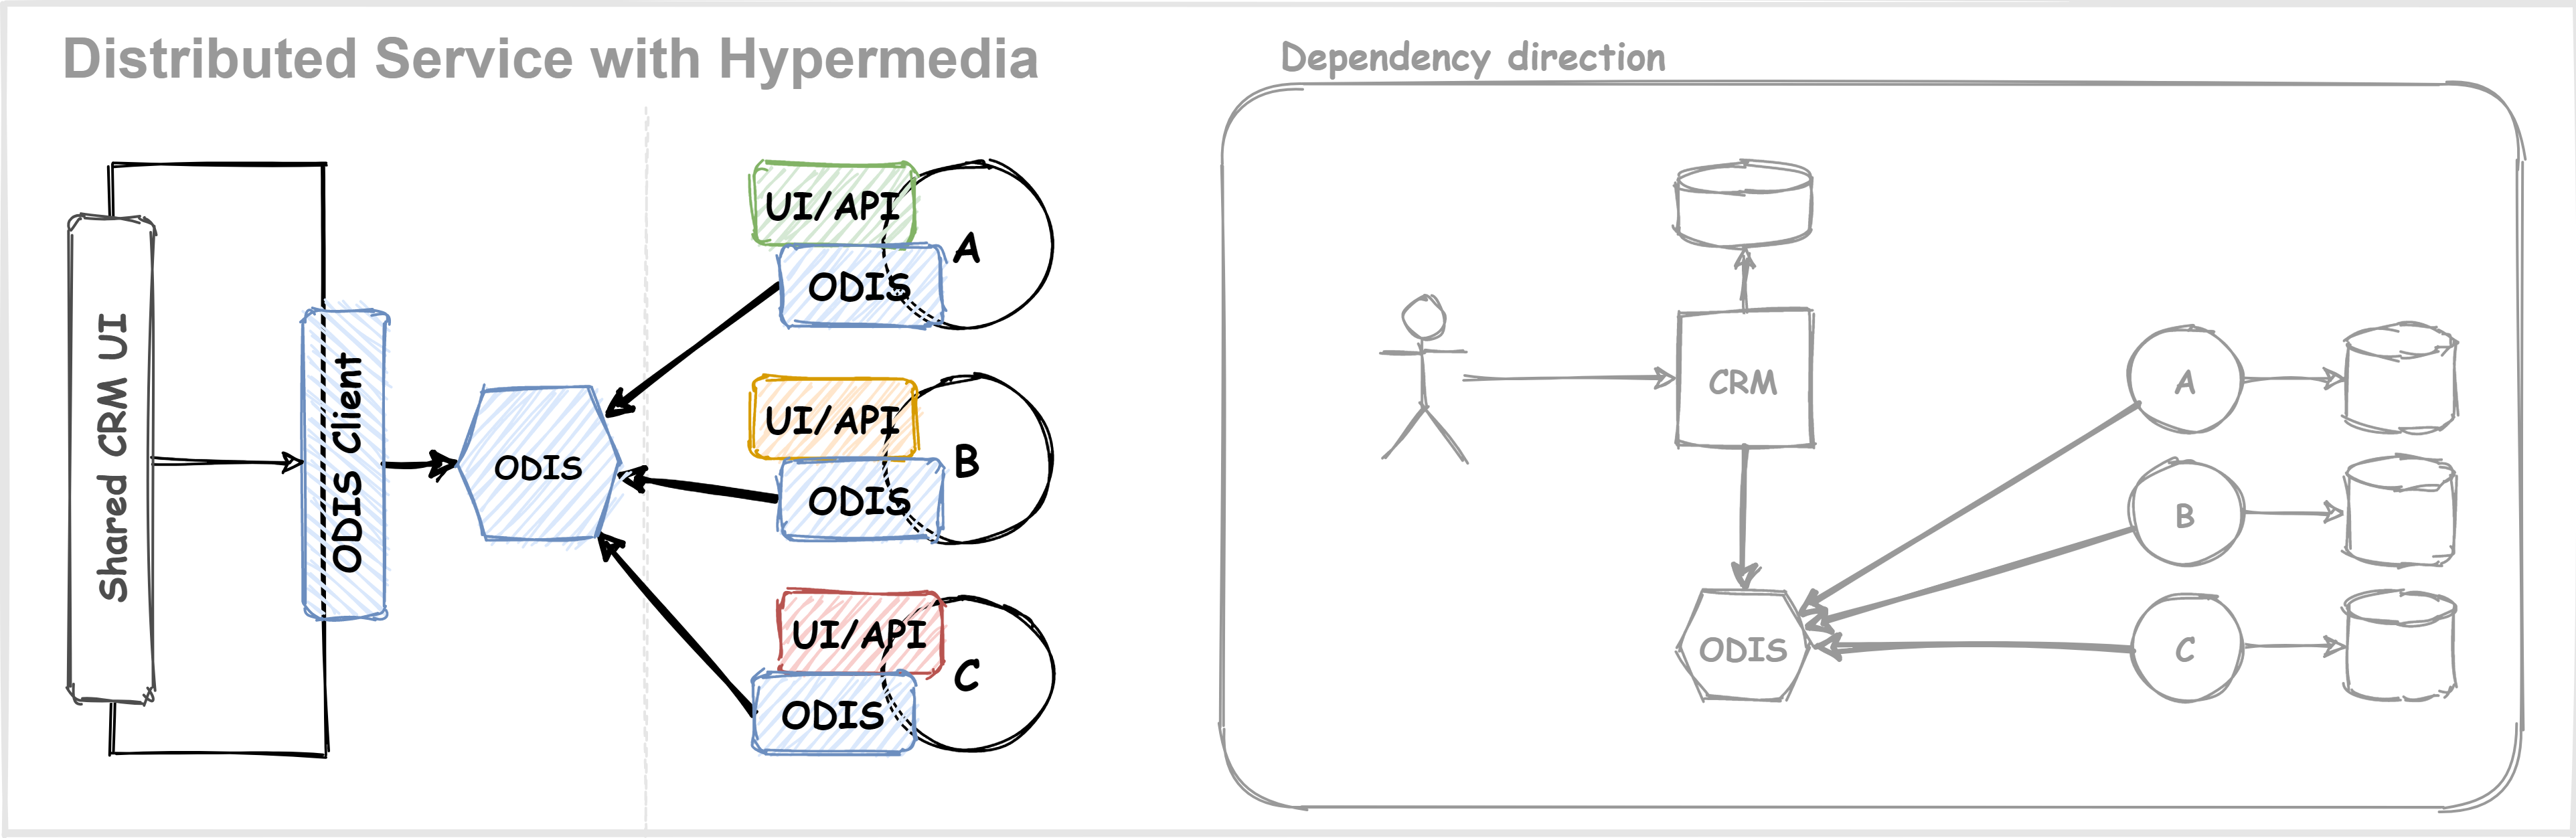 Distributed Service with Hypermedia
Shared CRM UI
ODIS Client
ODIS
UI/API
ODIS
A
UI/API
ODIS
B
UI/API
ODIS
C
Dependency direction
CRM
ODIS
A
B
C